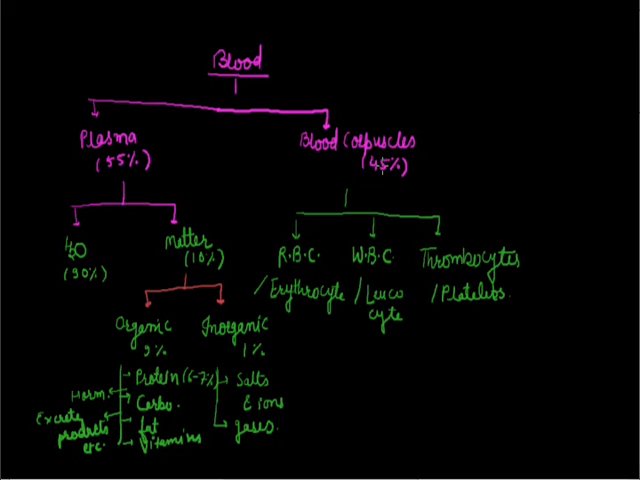 Blood
Plasma
(55%)
Blood Corpuscles
(45%)
H2O
(90%)
matter
(10%)
R.B.C.
/Erythrocyte
W.B.C.
/Leuco
cyte
Thrombocytes
/Platelets.
Organic
9%
Inorganic
1%
Protein (6-7%)
Carbo.
fat
Vitamins
Horm.
Excrete
products
etc.
Salts
& ions
gases.